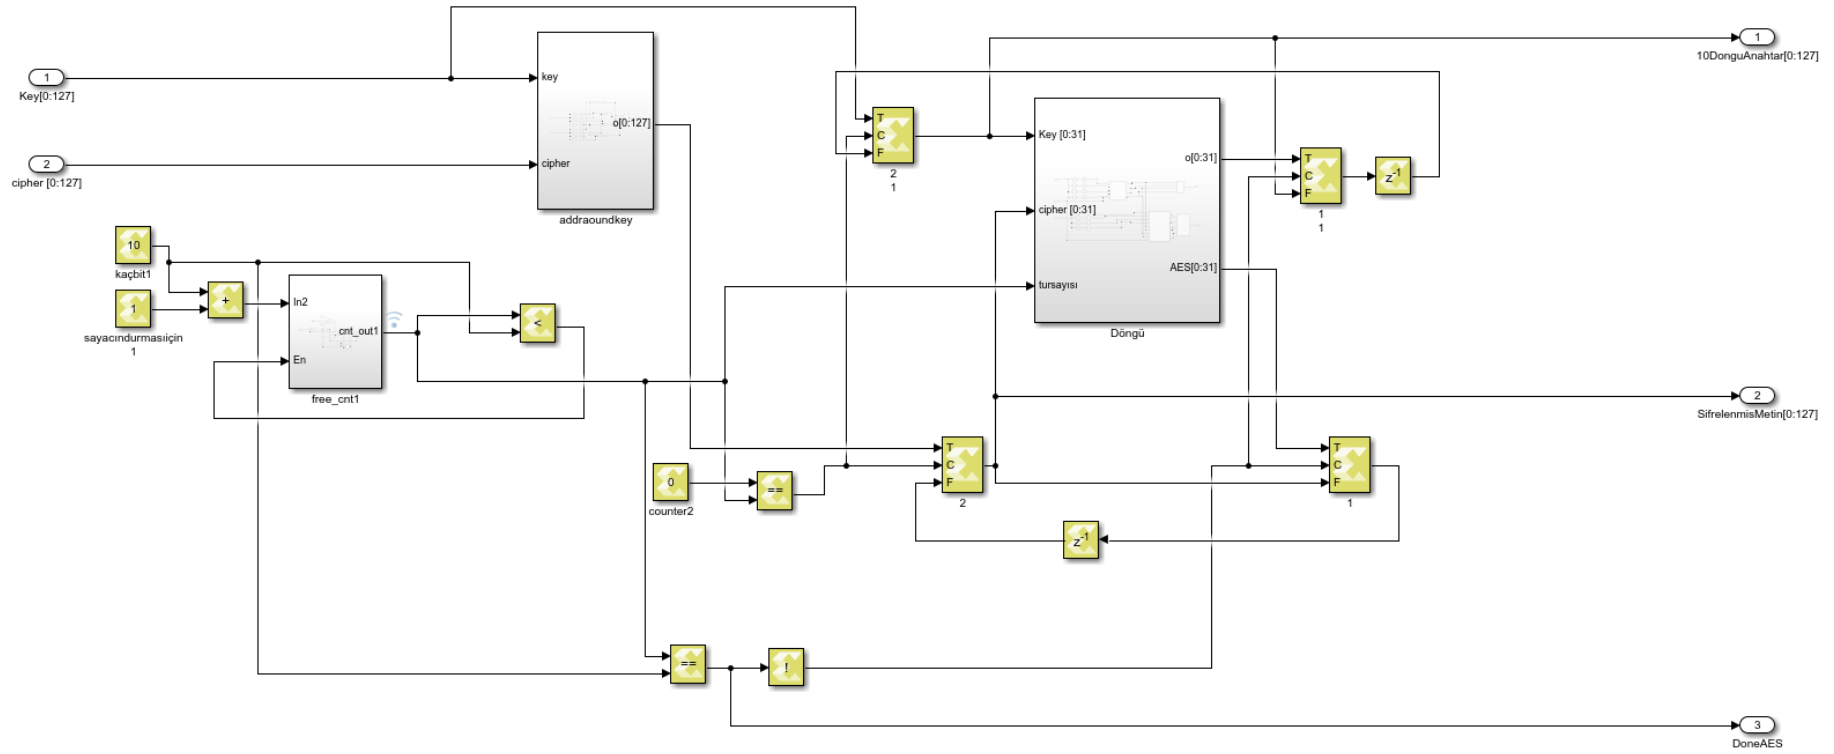 1
Key[0:127]
2
cipher [0:127]
key
cipher
o[0:127]
addraoundkey
10
kaçbit1
1
sayacındurmasıiçin
1
+
In2
En
cnt_out1
free_cnt1
<
0
counter2
==
T
C
F
2
1
Key [0:31]
cipher [0:31]
tursayısı
o[0:31]
AES[0:31]
Döngü
T
C
F
1
1
z-1
1
10DonguAnahtar[0:127]
T
C
F
2
T
C
F
1
z-1
2
SifrelenmisMetin[0:127]
==
!
3
DoneAES